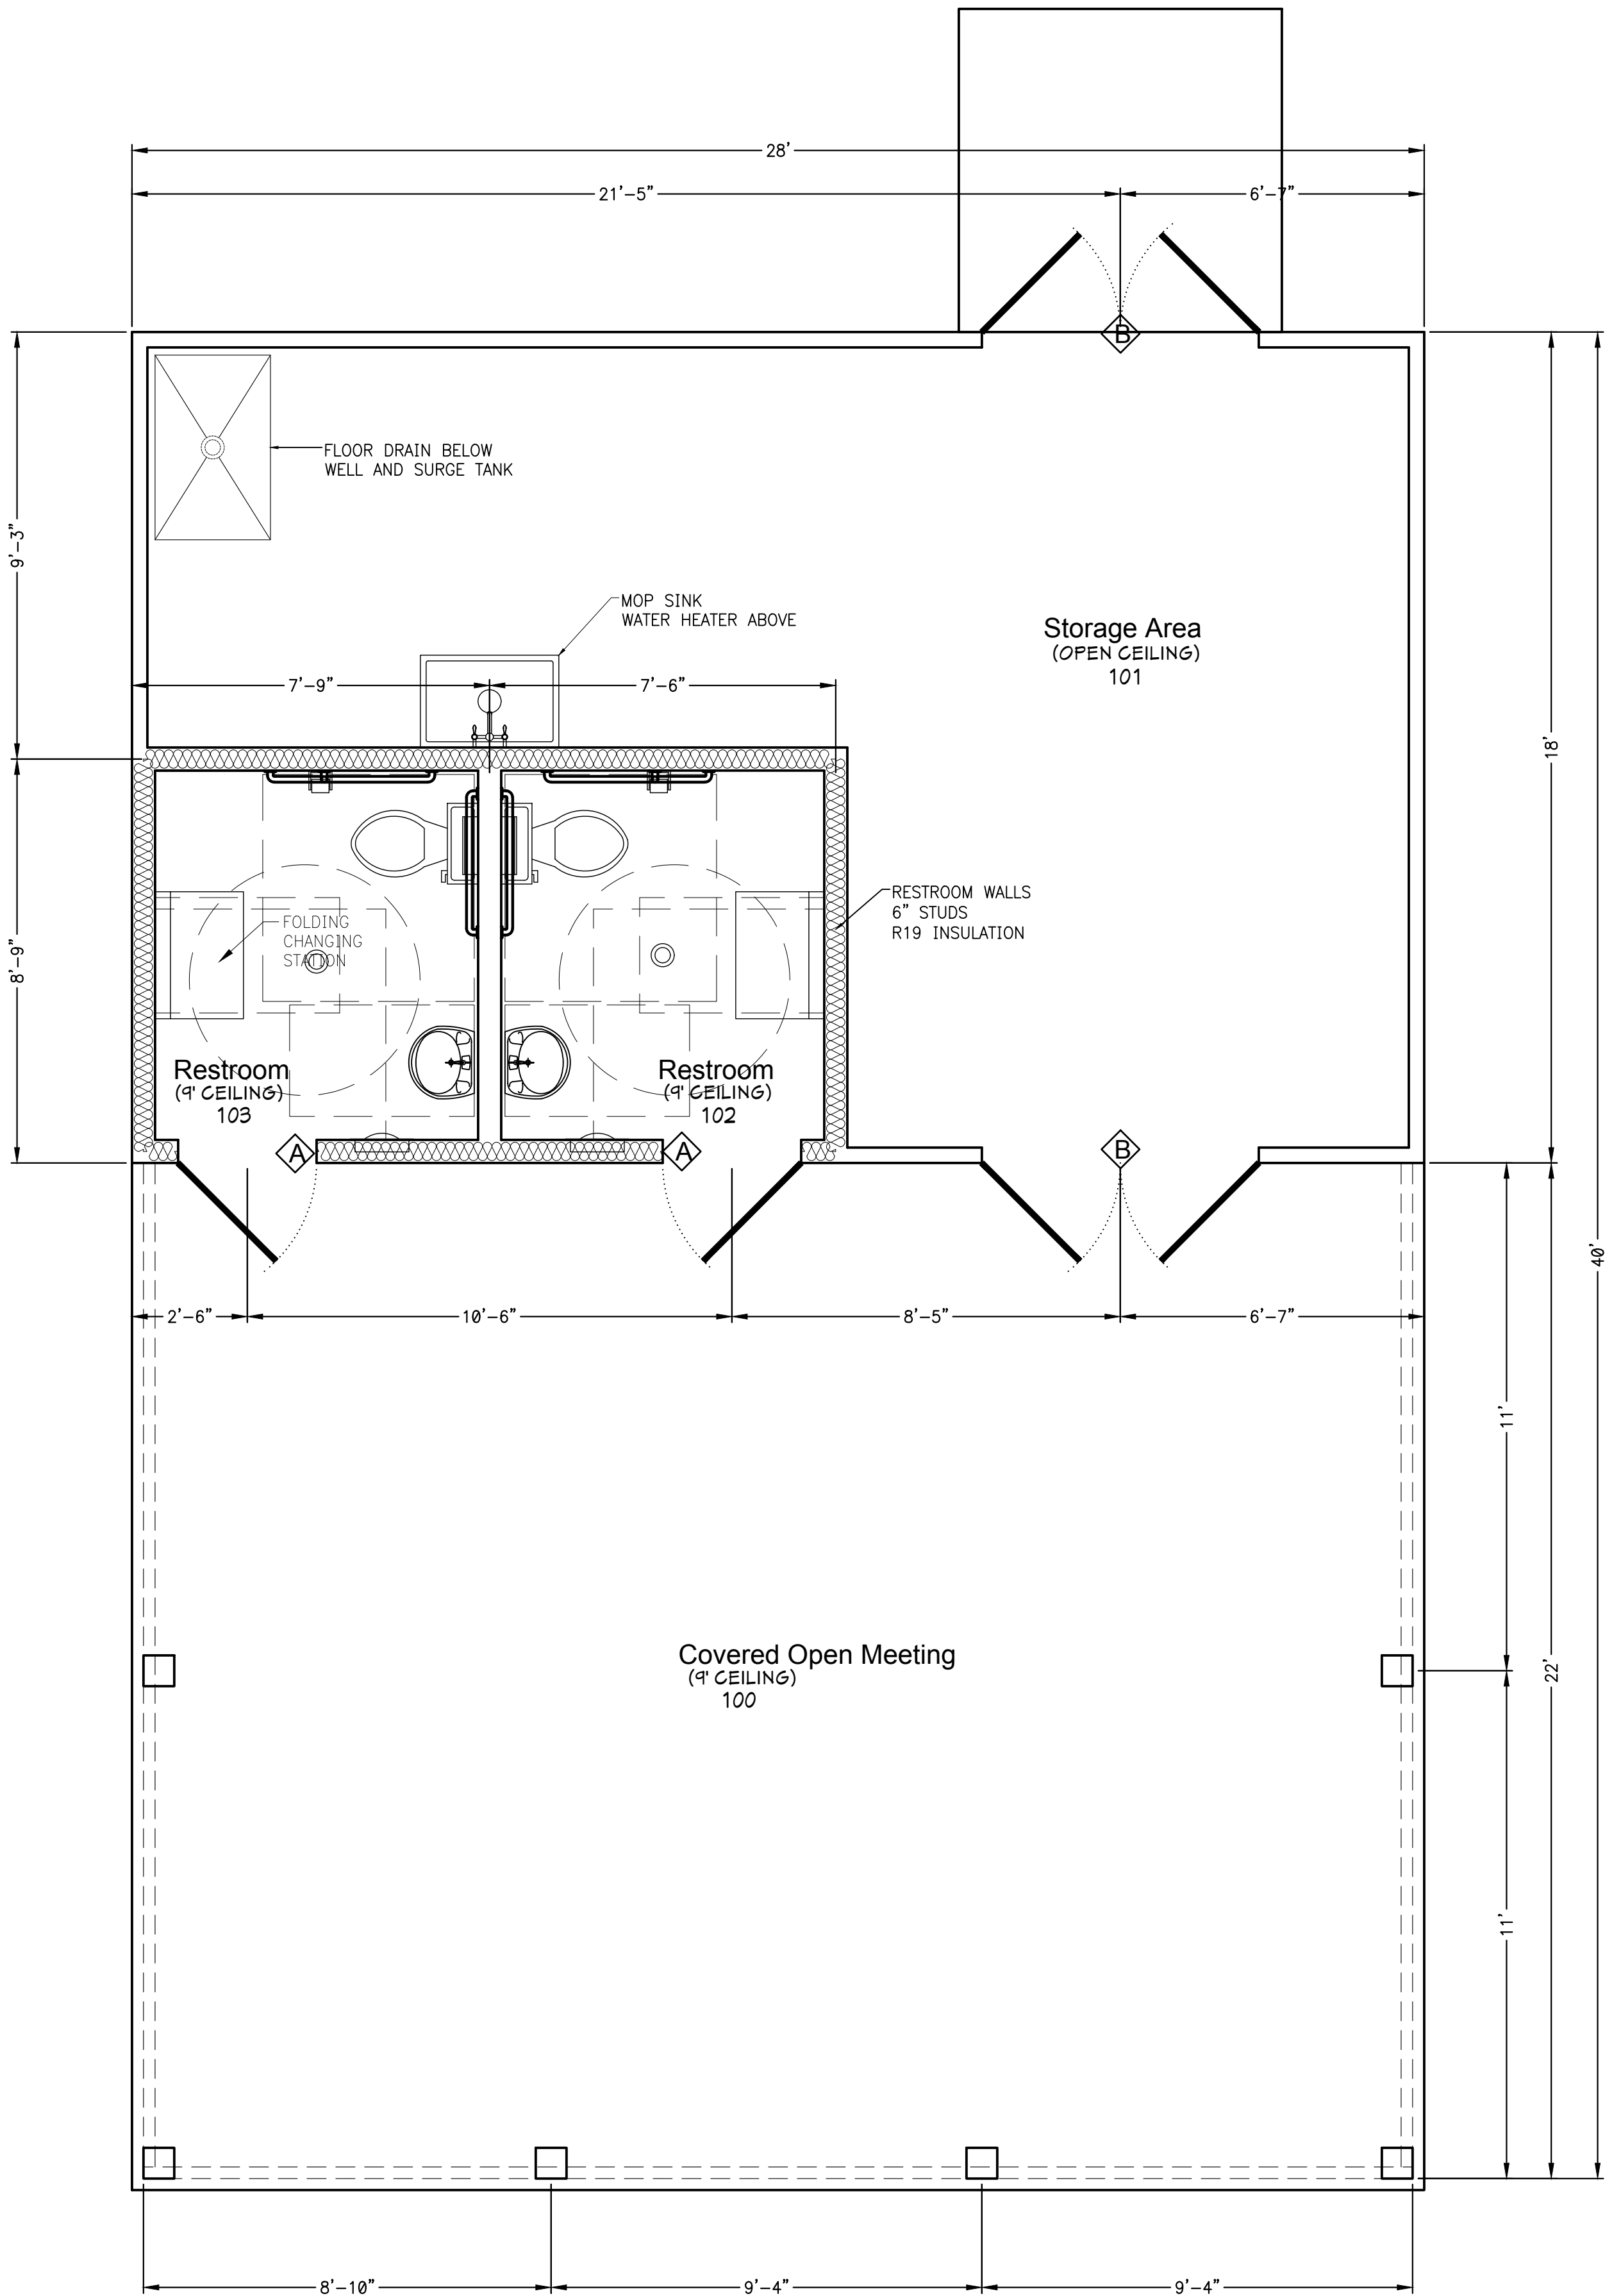 28'
21'-5"
6'-7"
B
FLOOR DRAIN BELOW
WELL AND SURGE TANK
9'-3"
MOP SINK
WATER HEATER ABOVE
Storage Area
(OPEN CEILING)
101
7'-9"
7'-6"
18'
RESTROOM WALLS
6" STUDS
R19 INSULATION
FOLDING
CHANGING
STATION
8'-9"
Restroom
(9' CEILING)
103
Restroom
(9' CEILING)
102
A
A
B
40'
2'-6"
10'-6"
8'-5"
6'-7"
11'
Covered Open Meeting
(9' CEILING)
100
22'
11'
8'-10"
9'-4"
9'-4"